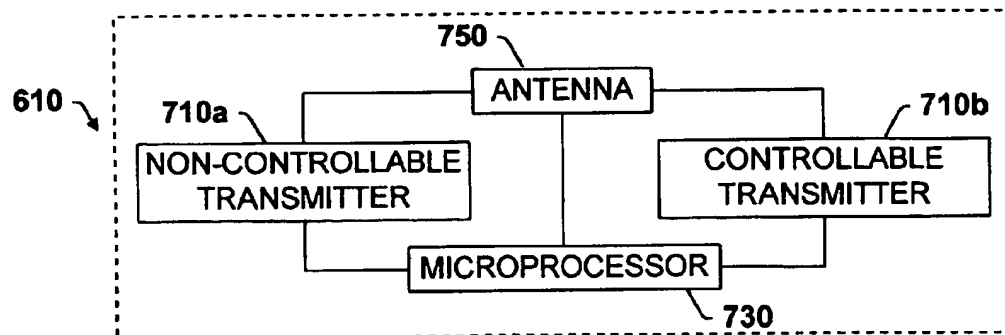 750
610
ANTENNA
710a
710b
NON-CONTROLLABLE
TRANSMITTER
CONTROLLABLE
TRANSMITTER
MICROPROCESSOR
730